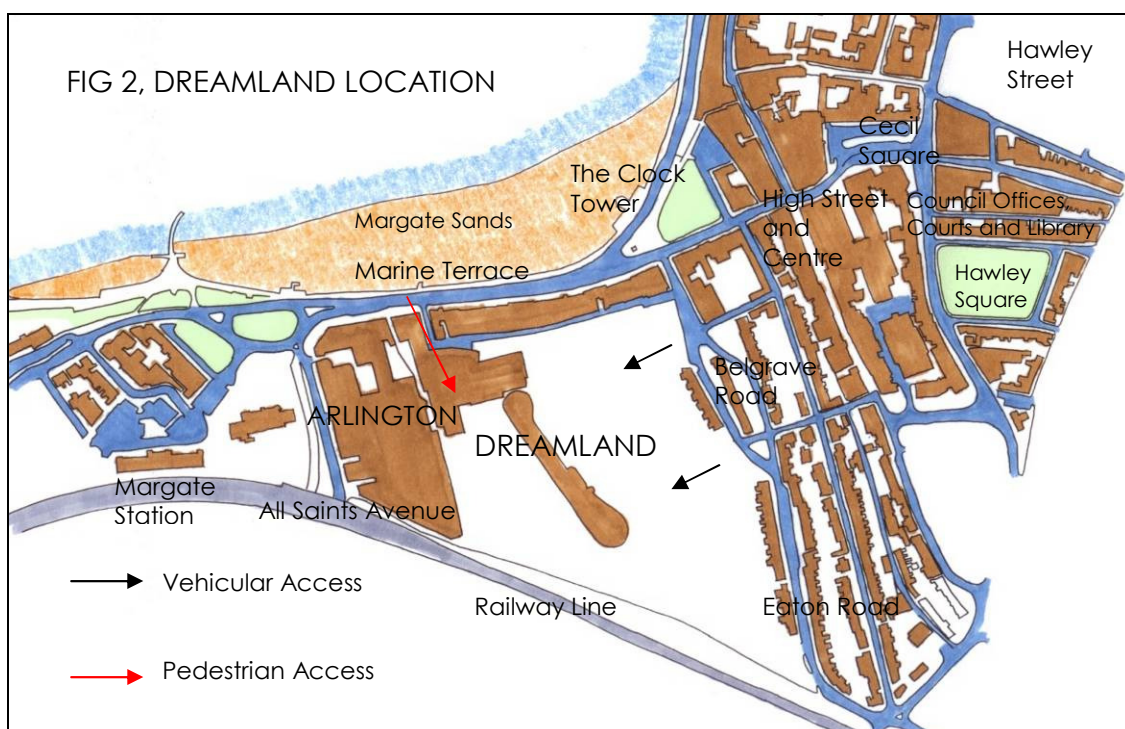 FIG 2, DREAMLAND LOCATION
Hawley
Street
Cecil
Square
The Clock
Tower
Margate Sands
High Street
and
Centre
Council Offices,
Courts and Library
Marine Terrace
Hawley
Square
Belgrave
Road
ARLINGTON
DREAMLAND
Margate
Station
All Saints Avenue
Vehicular Access
Railway Line
Eaton Road
Pedestrian Access